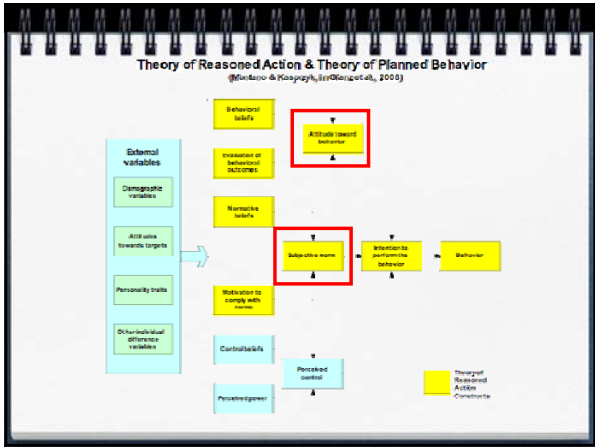 Theory of Reasoned Action & Theory of Planned Behavior
(Montano & Kasprzyk, in Glanz et al., 2008)
External
variables
Demographic
variables
Attitudes
towards targets
Personality traits
Other individual
difference
variables
Behavioral
beliefs
Evaluation of
behavioral
outcomes
Normative
beliefs
Motivation to
comply with
norms
Control beliefs
Perceived power
Attitude toward
behavior
Subjective norm
Perceived
control
Intention to
perform the
behavior
Behavior
Theory of
Reasoned
Action
Constructs